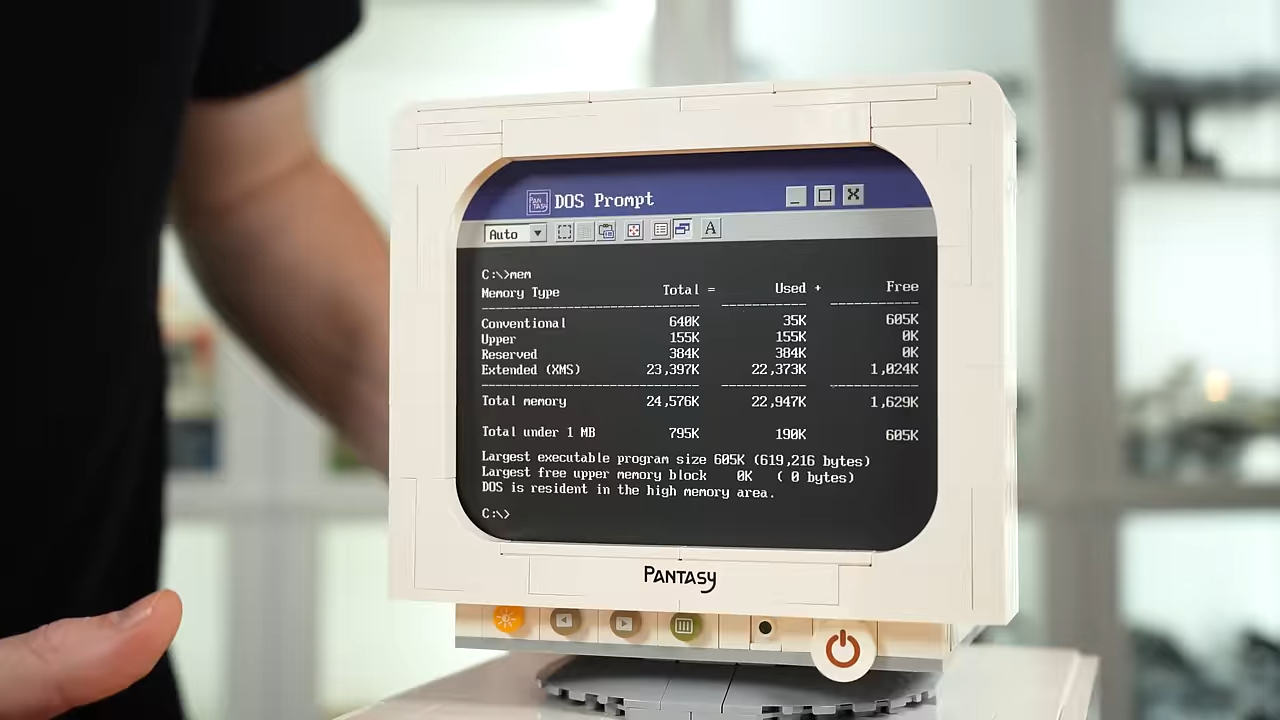 PANTASY DOS Prompt
Auto A
C:\>mem
Memory Type Total = Used + Free
Conventional 640K 35K 605K
Upper 155K 155K 0K
Reserved 384K 384K 0K
Extended (XMS) 23,397K 22,373K 1,024K
Total memory 24,576K 22,947K 1,629K
Total under 1 MB 795K 190K 605K
Largest executable program size 605K (619,216 bytes)
Largest free upper memory block 0K ( 0 bytes)
DOS is resident in the high memory area.
C:\>
PANTASY